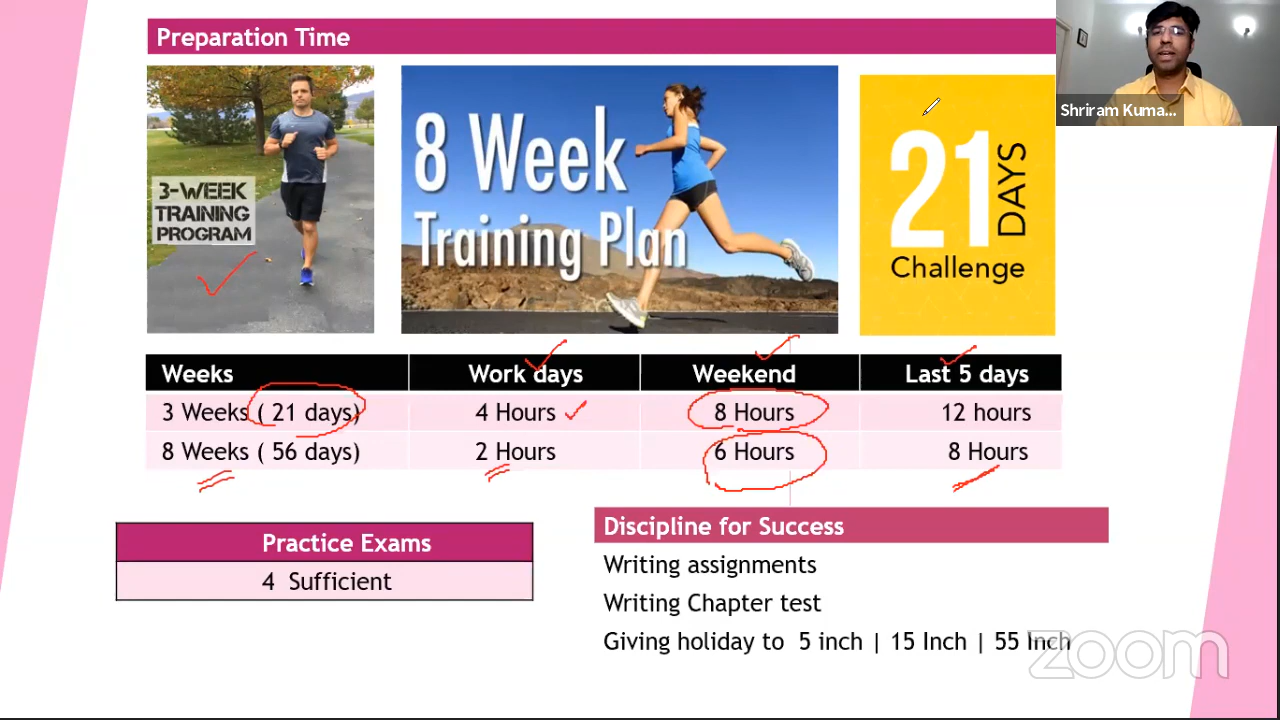 Preparation Time
Shriram Kuma...
3-WEEK
TRAINING
PROGRAM
8 Week
Training Plan
21 DAYS
Challenge
Weeks Work days Weekend Last 5 days
3 Weeks ( 21 days) 4 Hours 8 Hours 12 hours
8 Weeks ( 56 days) 2 Hours 6 Hours 8 Hours
Practice Exams
4 Sufficient
Discipline for Success
Writing assignments
Writing Chapter test
Giving holiday to 5 inch | 15 Inch | 55 Inch
zoom